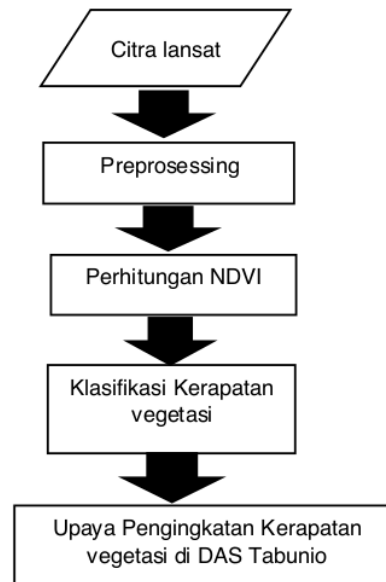 Citra lansat
Preprosessing
Perhitungan NDVI
Klasifikasi Kerapatan
vegetasi
Upaya Pengingkatan Kerapatan
vegetasi di DAS Tabunio